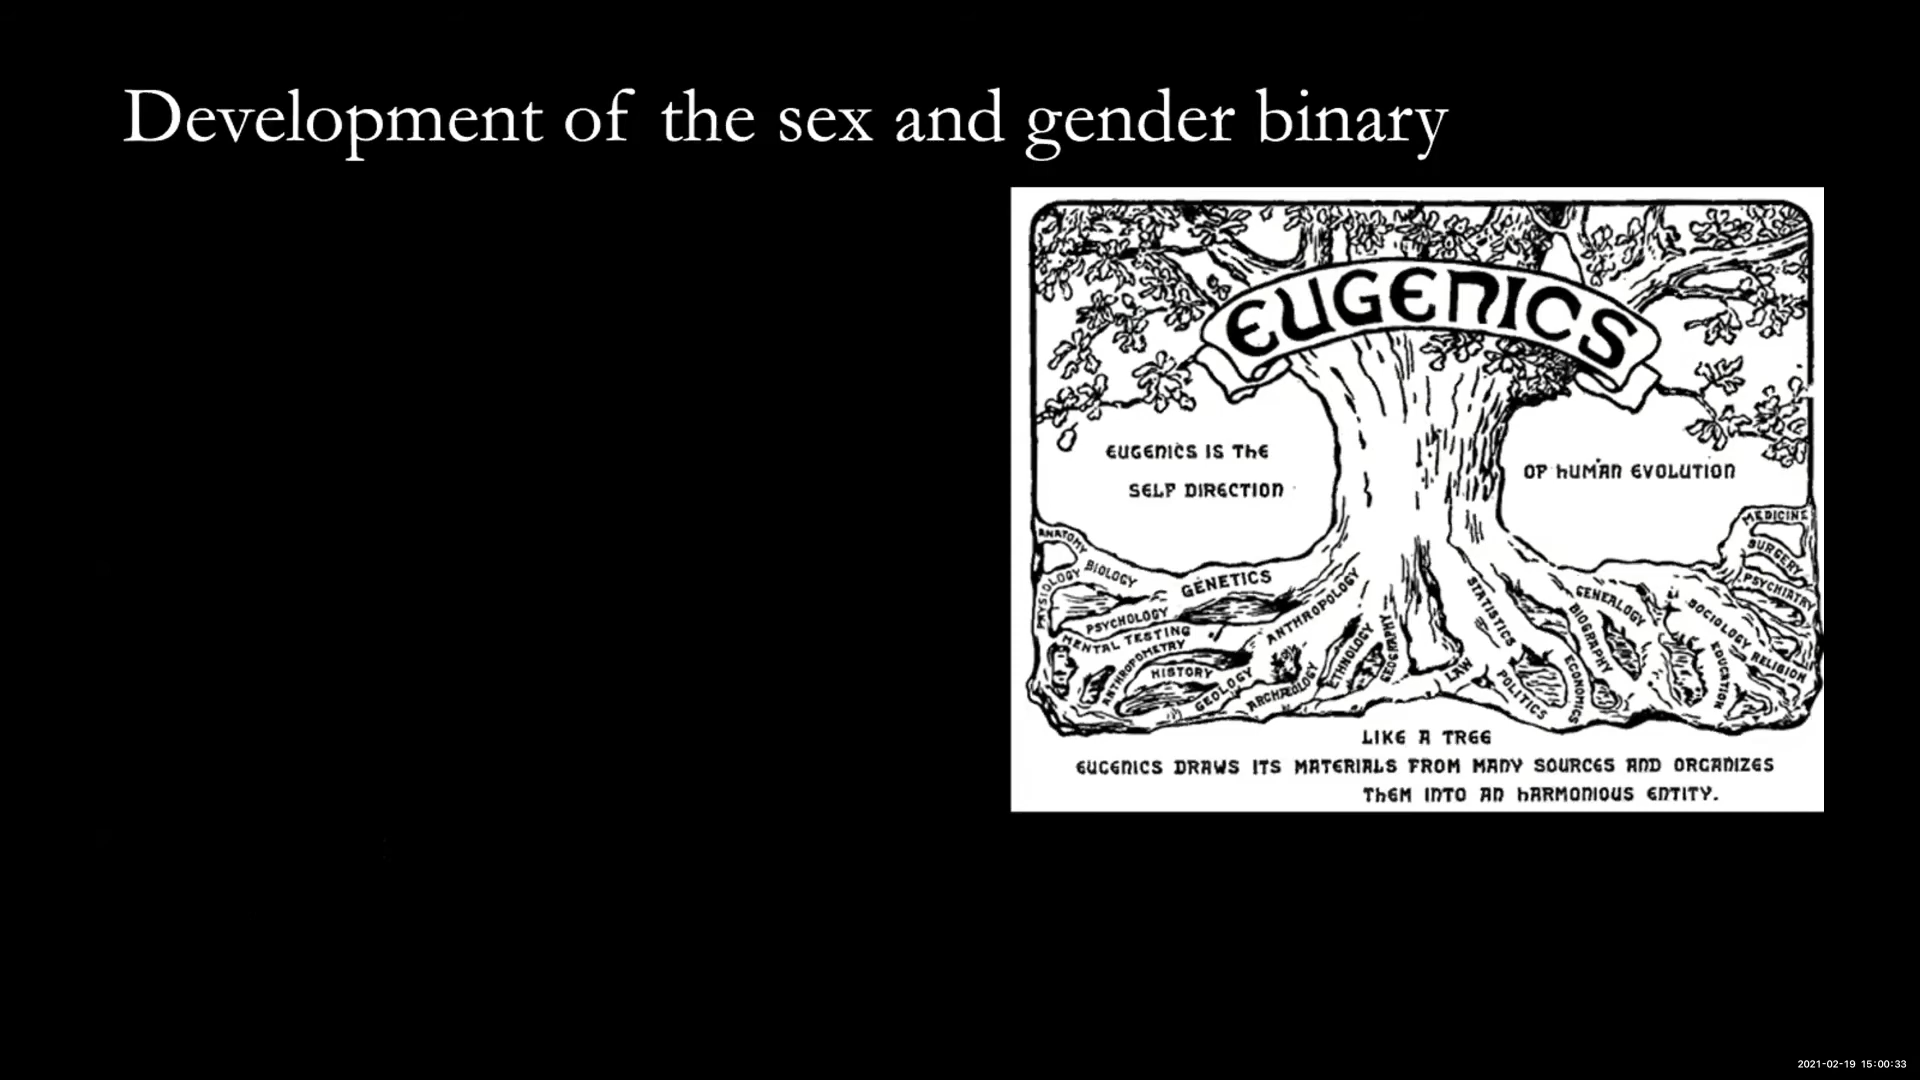 Development of the sex and gender binary
EUGENICS
EUGENICS IS THE
SELF DIRECTION
OF HUMAN EVOLUTION
ANATOMY
PHYSIOLOGY
BIOLOGY
GENETICS
PSYCHOLOGY
MENTAL TESTING
ANTHROPOMETRY
HISTORY
GEOLOGY
ARCHÆOLOGY
ANTHROPOLOGY
ETHNOLOGY
GEOGRAPHY
LAW
STATISTICS
POLITICS
ECONOMICS
BIOGRAPHY
GENEALOGY
EDUCATION
SOCIOLOGY
RELIGION
PSYCHIATRY
SURGERY
MEDICINE
LIKE A TREE
EUGENICS DRAWS ITS MATERIALS FROM MANY SOURCES AND ORGANIZES
THEM INTO AN HARMONIOUS ENTITY.
2021-02-19 15:00:33